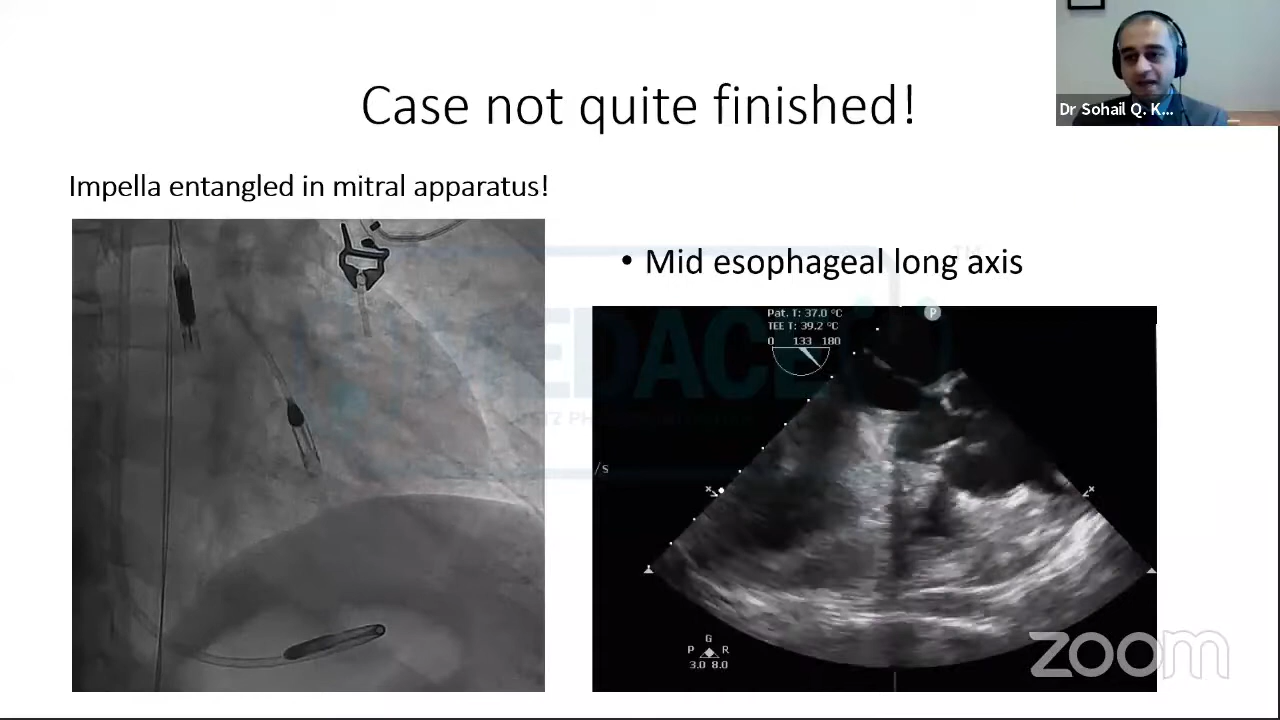 Case not quite finished!
Dr Sohail Q. K...
Impella entangled in mitral apparatus!
• Mid esophageal long axis
Pat. T: 37.0 °C
TEE T: 39.2 °C
0 133 180
P
/s
G
P R
3.0 8.0
zoom